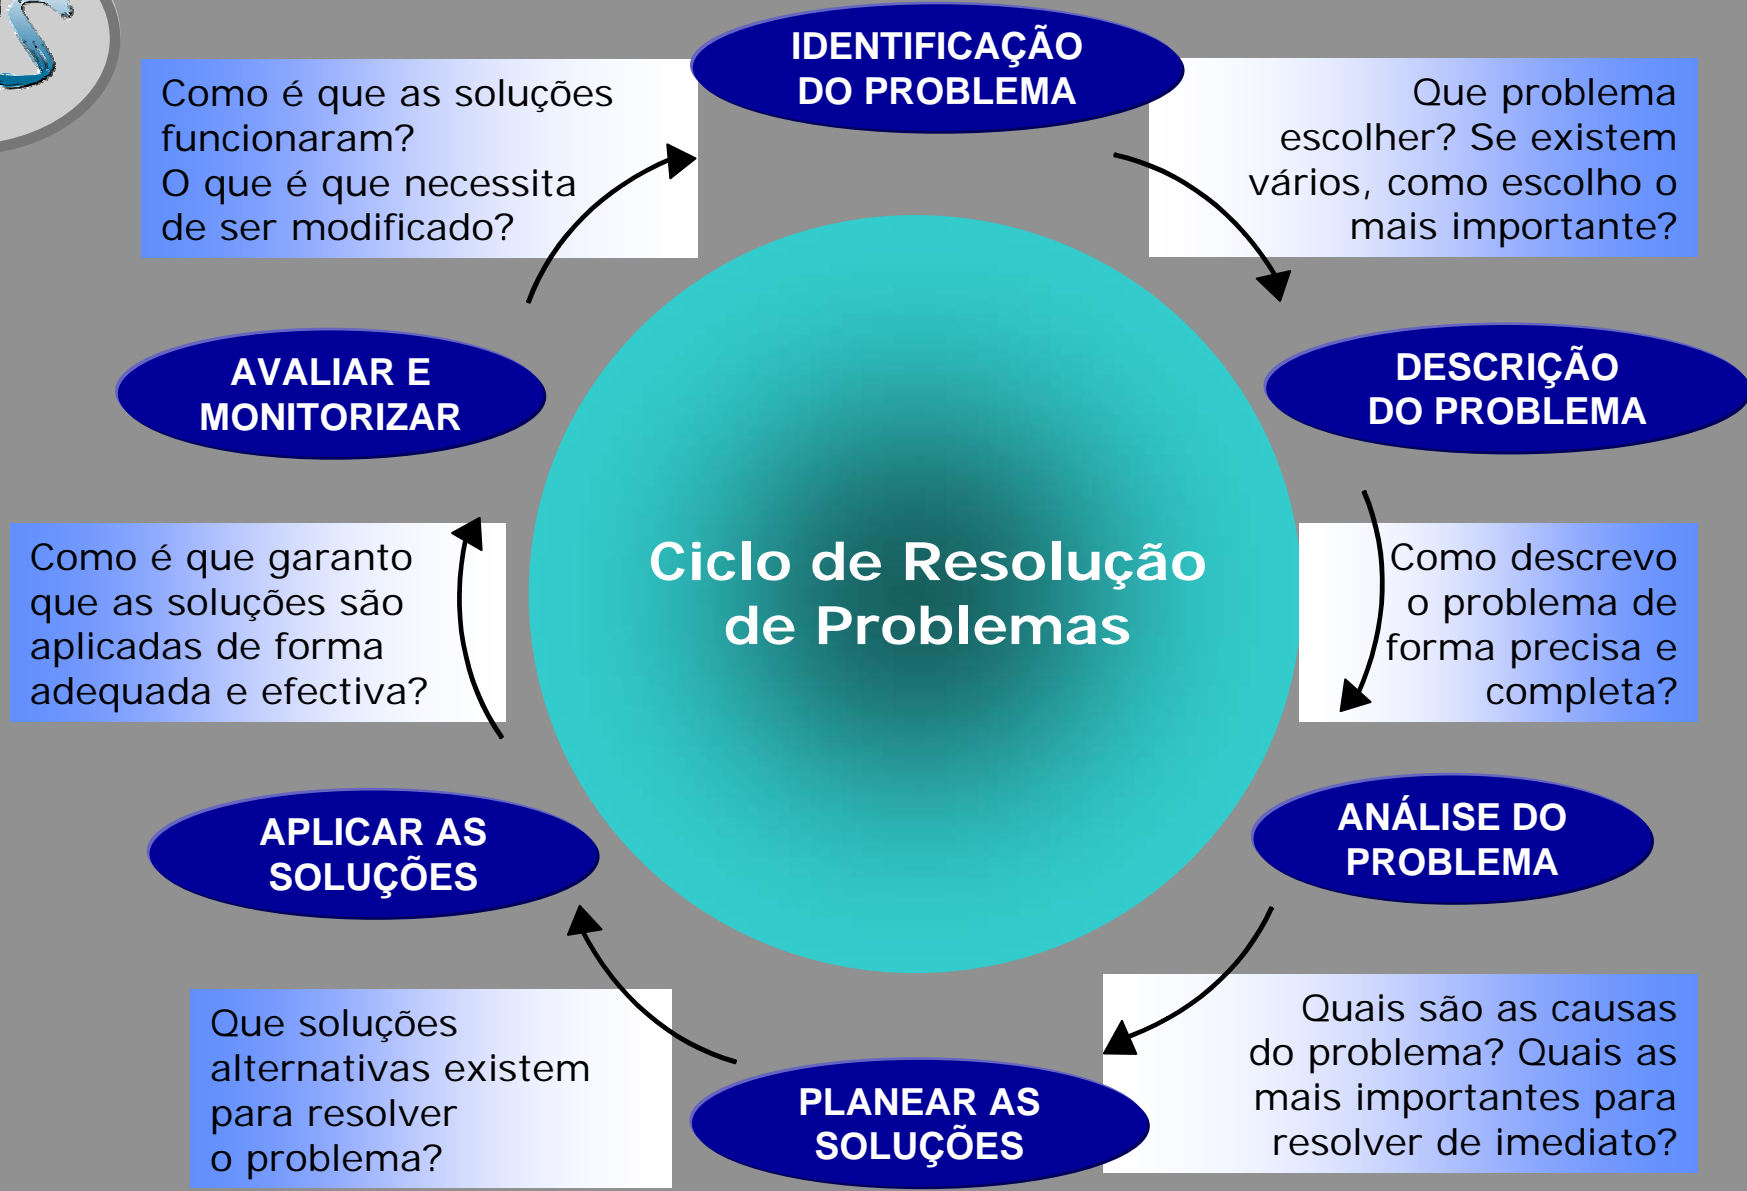 IDENTIFICAÇÃO
DO PROBLEMA
Que problema
escolher? Se existem
vários, como escolho o
mais importante?
DESCRIÇÃO
DO PROBLEMA
Como descrevo
o problema de
forma precisa e
completa?
ANÁLISE DO
PROBLEMA
Quais são as causas
do problema? Quais as
mais importantes para
resolver de imediato?
PLANEAR AS
SOLUÇÕES
Que soluções
alternativas existem
para resolver
o problema?
APLICAR AS
SOLUÇÕES
Como é que garanto
que as soluções são
aplicadas de forma
adequada e efectiva?
AVALIAR E
MONITORIZAR
Como é que as soluções
funcionaram?
O que é que necessita
de ser modificado?
Ciclo de Resolução
de Problemas